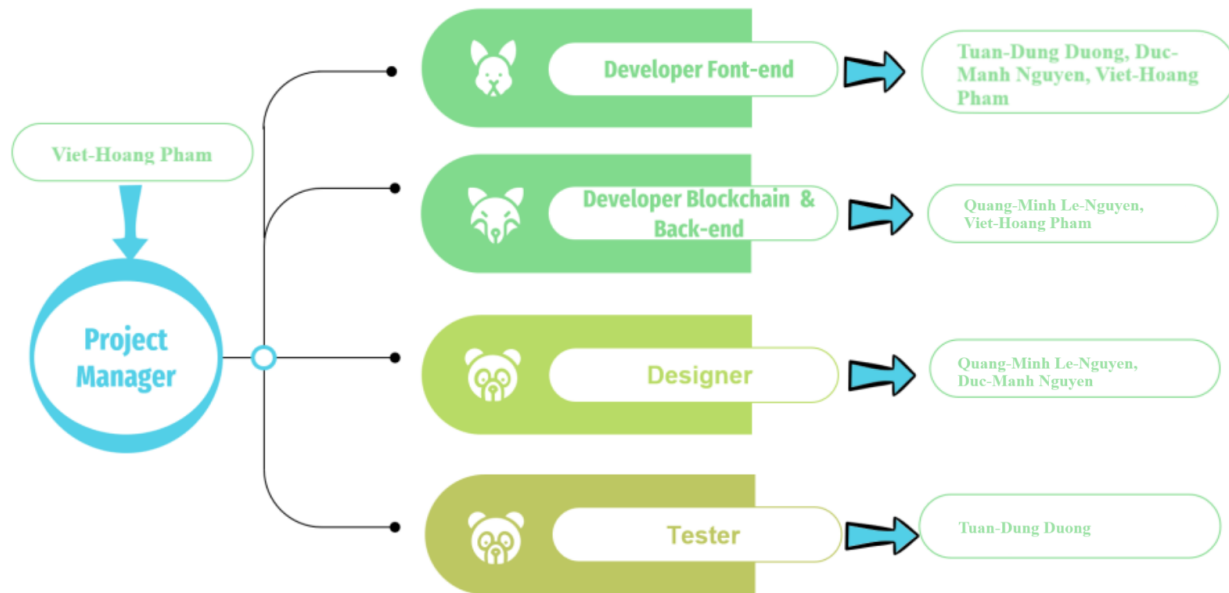 Viet-Hoang Pham
Project
Manager
Developer Font-end
Tuan-Dung Duong, Duc-
Manh Nguyen, Viet-Hoang
Pham
Developer Blockchain &
Back-end
Quang-Minh Le-Nguyen,
Viet-Hoang Pham
Designer
Quang-Minh Le-Nguyen,
Duc-Manh Nguyen
Tester
Tuan-Dung Duong